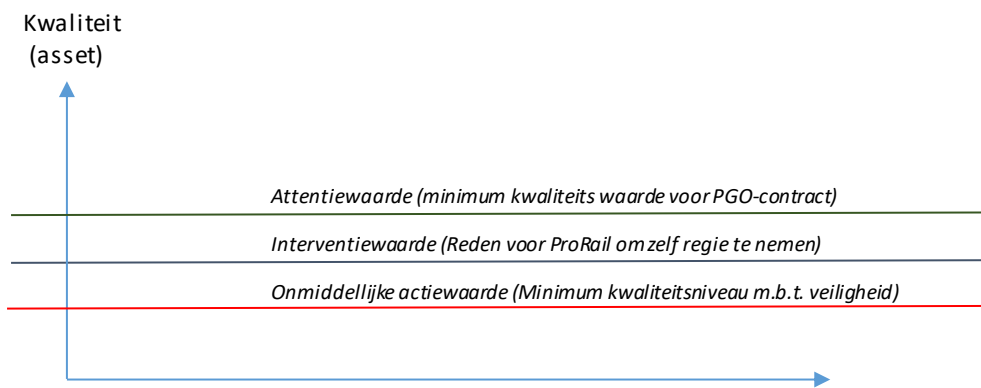 Kwaliteit
(asset)
Attentiewaarde (minimum kwaliteits waarde voor PGO-contract)
Interventiewaarde (Reden voor ProRail om zelf regie te nemen)
Onmiddellijke actiewaarde (Minimum kwaliteitsniveau m.b.t. veiligheid)